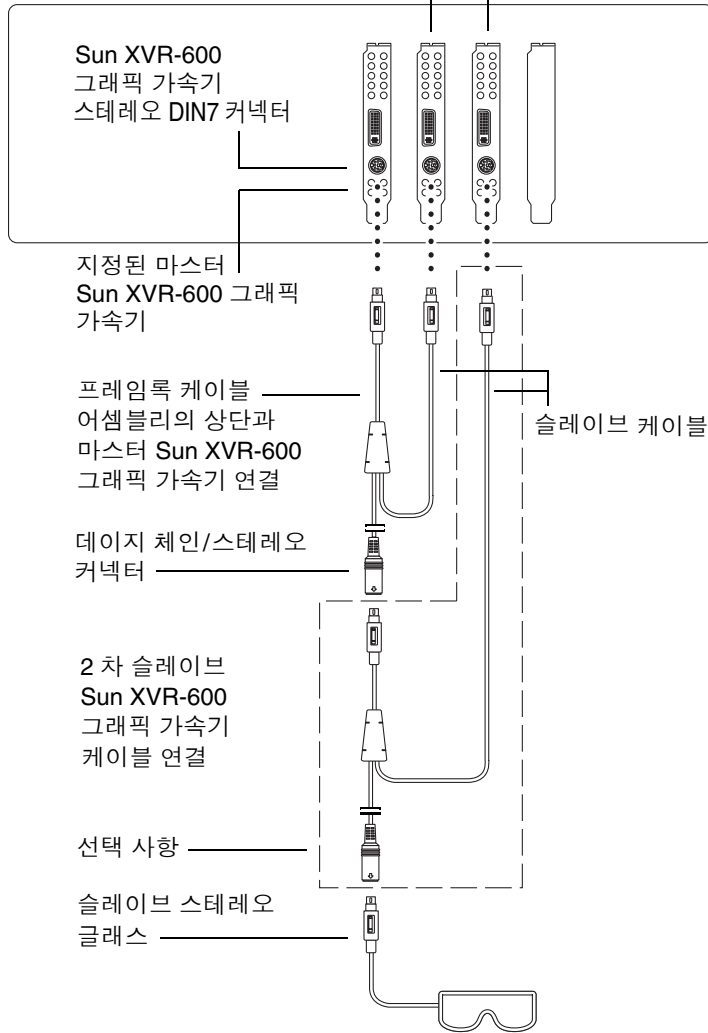 Sun XVR-600
그래픽 가속기
스테레오 DIN7 커넥터
지정된 마스터
Sun XVR-600 그래픽
가속기
프레임록 케이블
어셈블리의 상단과
마스터 Sun XVR-600
그래픽 가속기 연결
슬레이브 케이블
데이지 체인/스테레오
커넥터
2 차 슬레이브
Sun XVR-600
그래픽 가속기
케이블 연결
선택 사항
슬레이브 스테레오
글래스